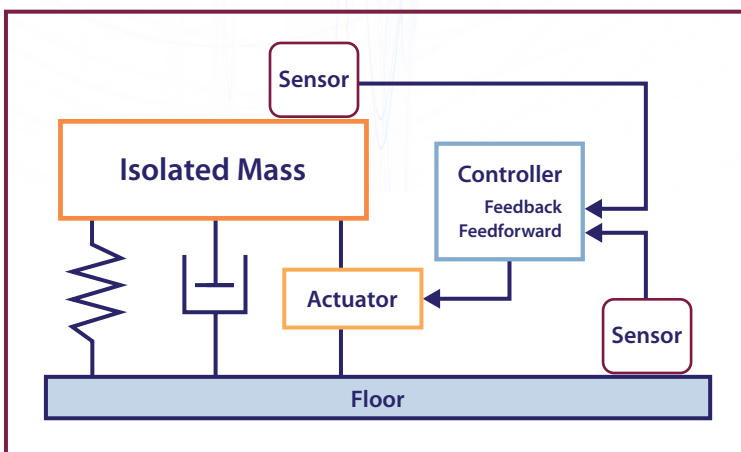 Sensor
Isolated Mass
Controller
Feedback
Feedforward
Actuator
Sensor
Floor